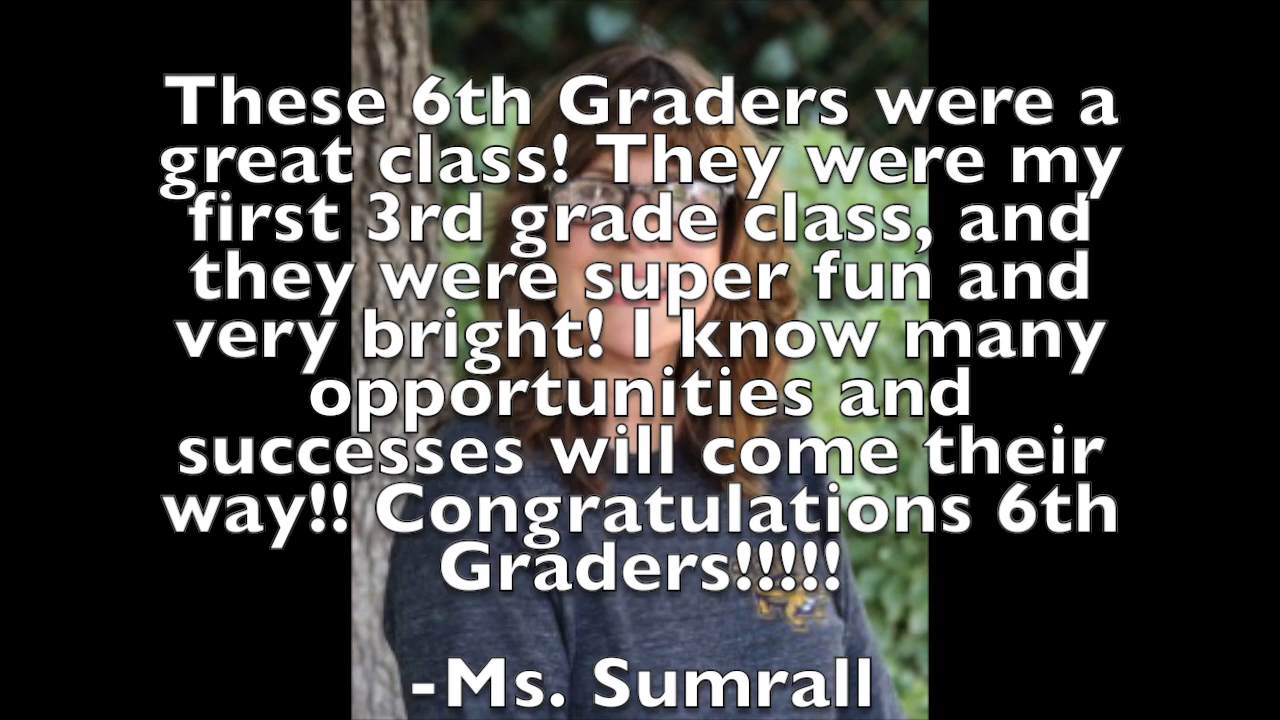 These 6th Graders were a
great class! They were my
first 3rd grade class, and
they were super fun and
very bright! I know many
opportunities and
successes will come their
way!! Congratulations 6th
Graders!!!!!
-Ms. Sumrall